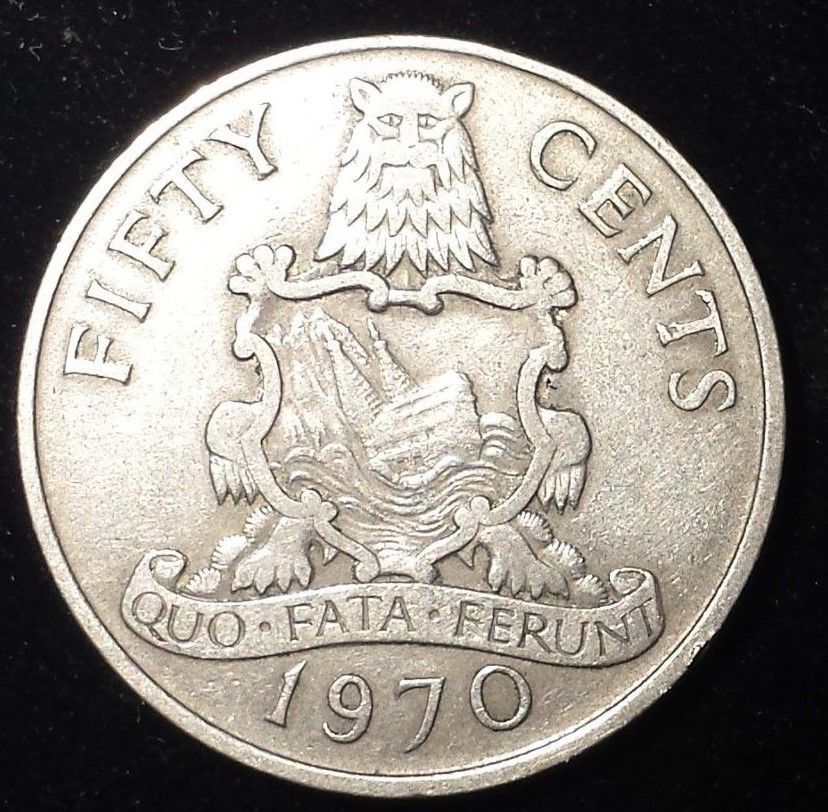 FIFTY CENTS
QUO · FATA · FERUNT
1970